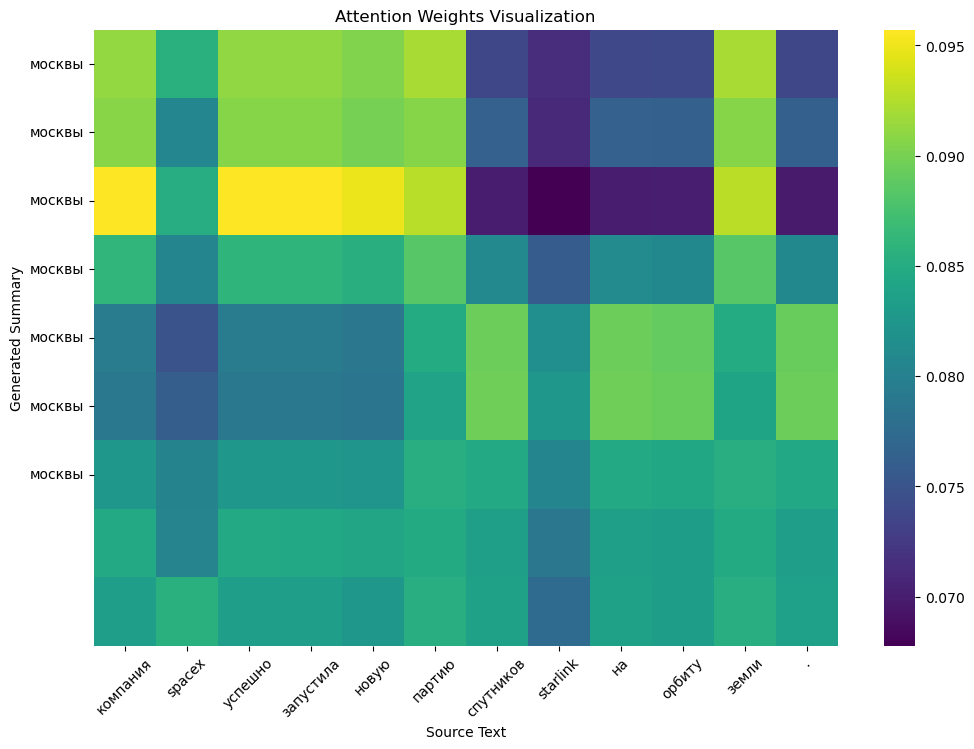 Attention Weights Visualization
москвы
москвы
москвы
москвы
москвы
москвы
москвы
Generated Summary
компания
spacex
успешно
запустила
новую
партию
спутников
starlink
на
орбиту
земли
.
Source Text
0.095
0.090
0.085
0.080
0.075
0.070